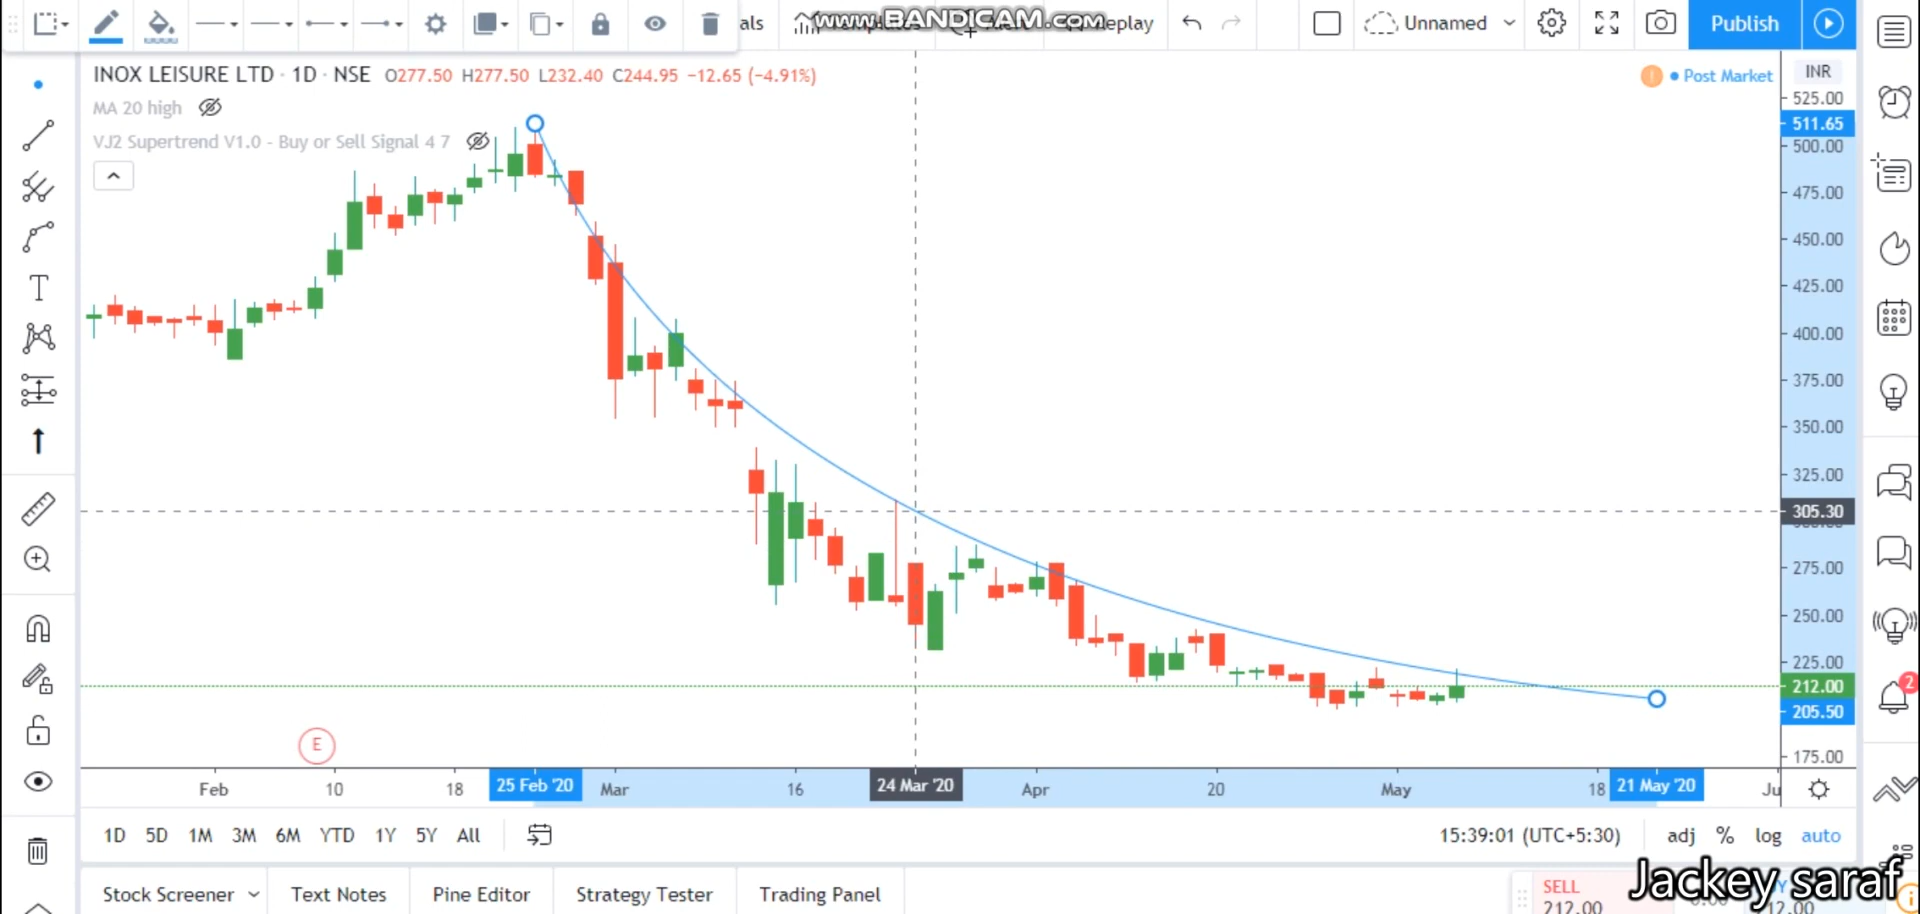 als
www.BANDICAM.com
eplay
Unnamed
Publish
INOX LEISURE LTD · 1D · NSE O277.50 H277.50 L232.40 C244.95 −12.65 (−4.91%)
Post Market
INR
MA 20 high
VJ2 Supertrend V1.0 - Buy or Sell Signal 4 7
525.00
511.65
500.00
475.00
450.00
425.00
400.00
375.00
350.00
325.00
305.30
275.00
250.00
225.00
212.00
205.50
175.00
2
E
Feb 10 18 25 Feb '20 Mar 16 24 Mar '20 Apr 20 May 18 21 May '20 Ju
1D 5D 1M 3M 6M YTD 1Y 5Y All
15:39:01 (UTC+5:30) adj % log auto
Stock Screener Text Notes Pine Editor Strategy Tester Trading Panel
SELL
212.00
Jackey saraf